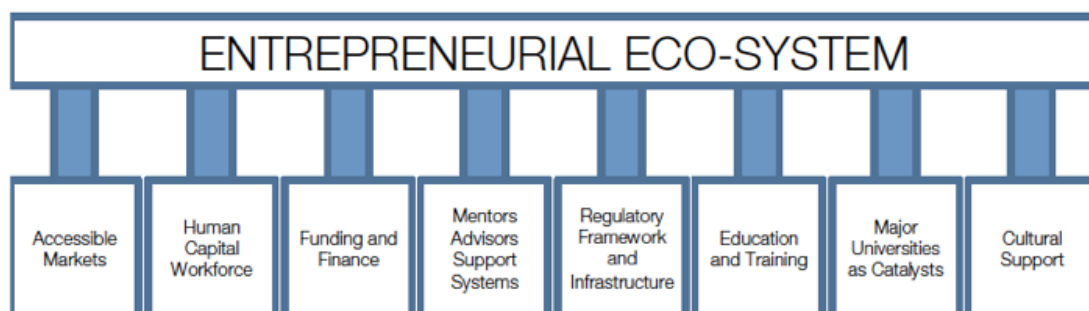 ENTREPRENEURIAL ECO-SYSTEM
Accessible
Markets
Human
Capital
Workforce
Funding and
Finance
Mentors
Advisors
Support
Systems
Regulatory
Framework
and
Infrastructure
Education
and Training
Major
Universities
as Catalysts
Cultural
Support